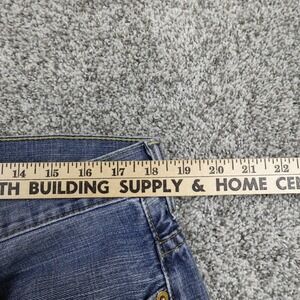 14 15 16 17 18 19 20 21 22
TH BUILDING SUPPLY & HOME CE